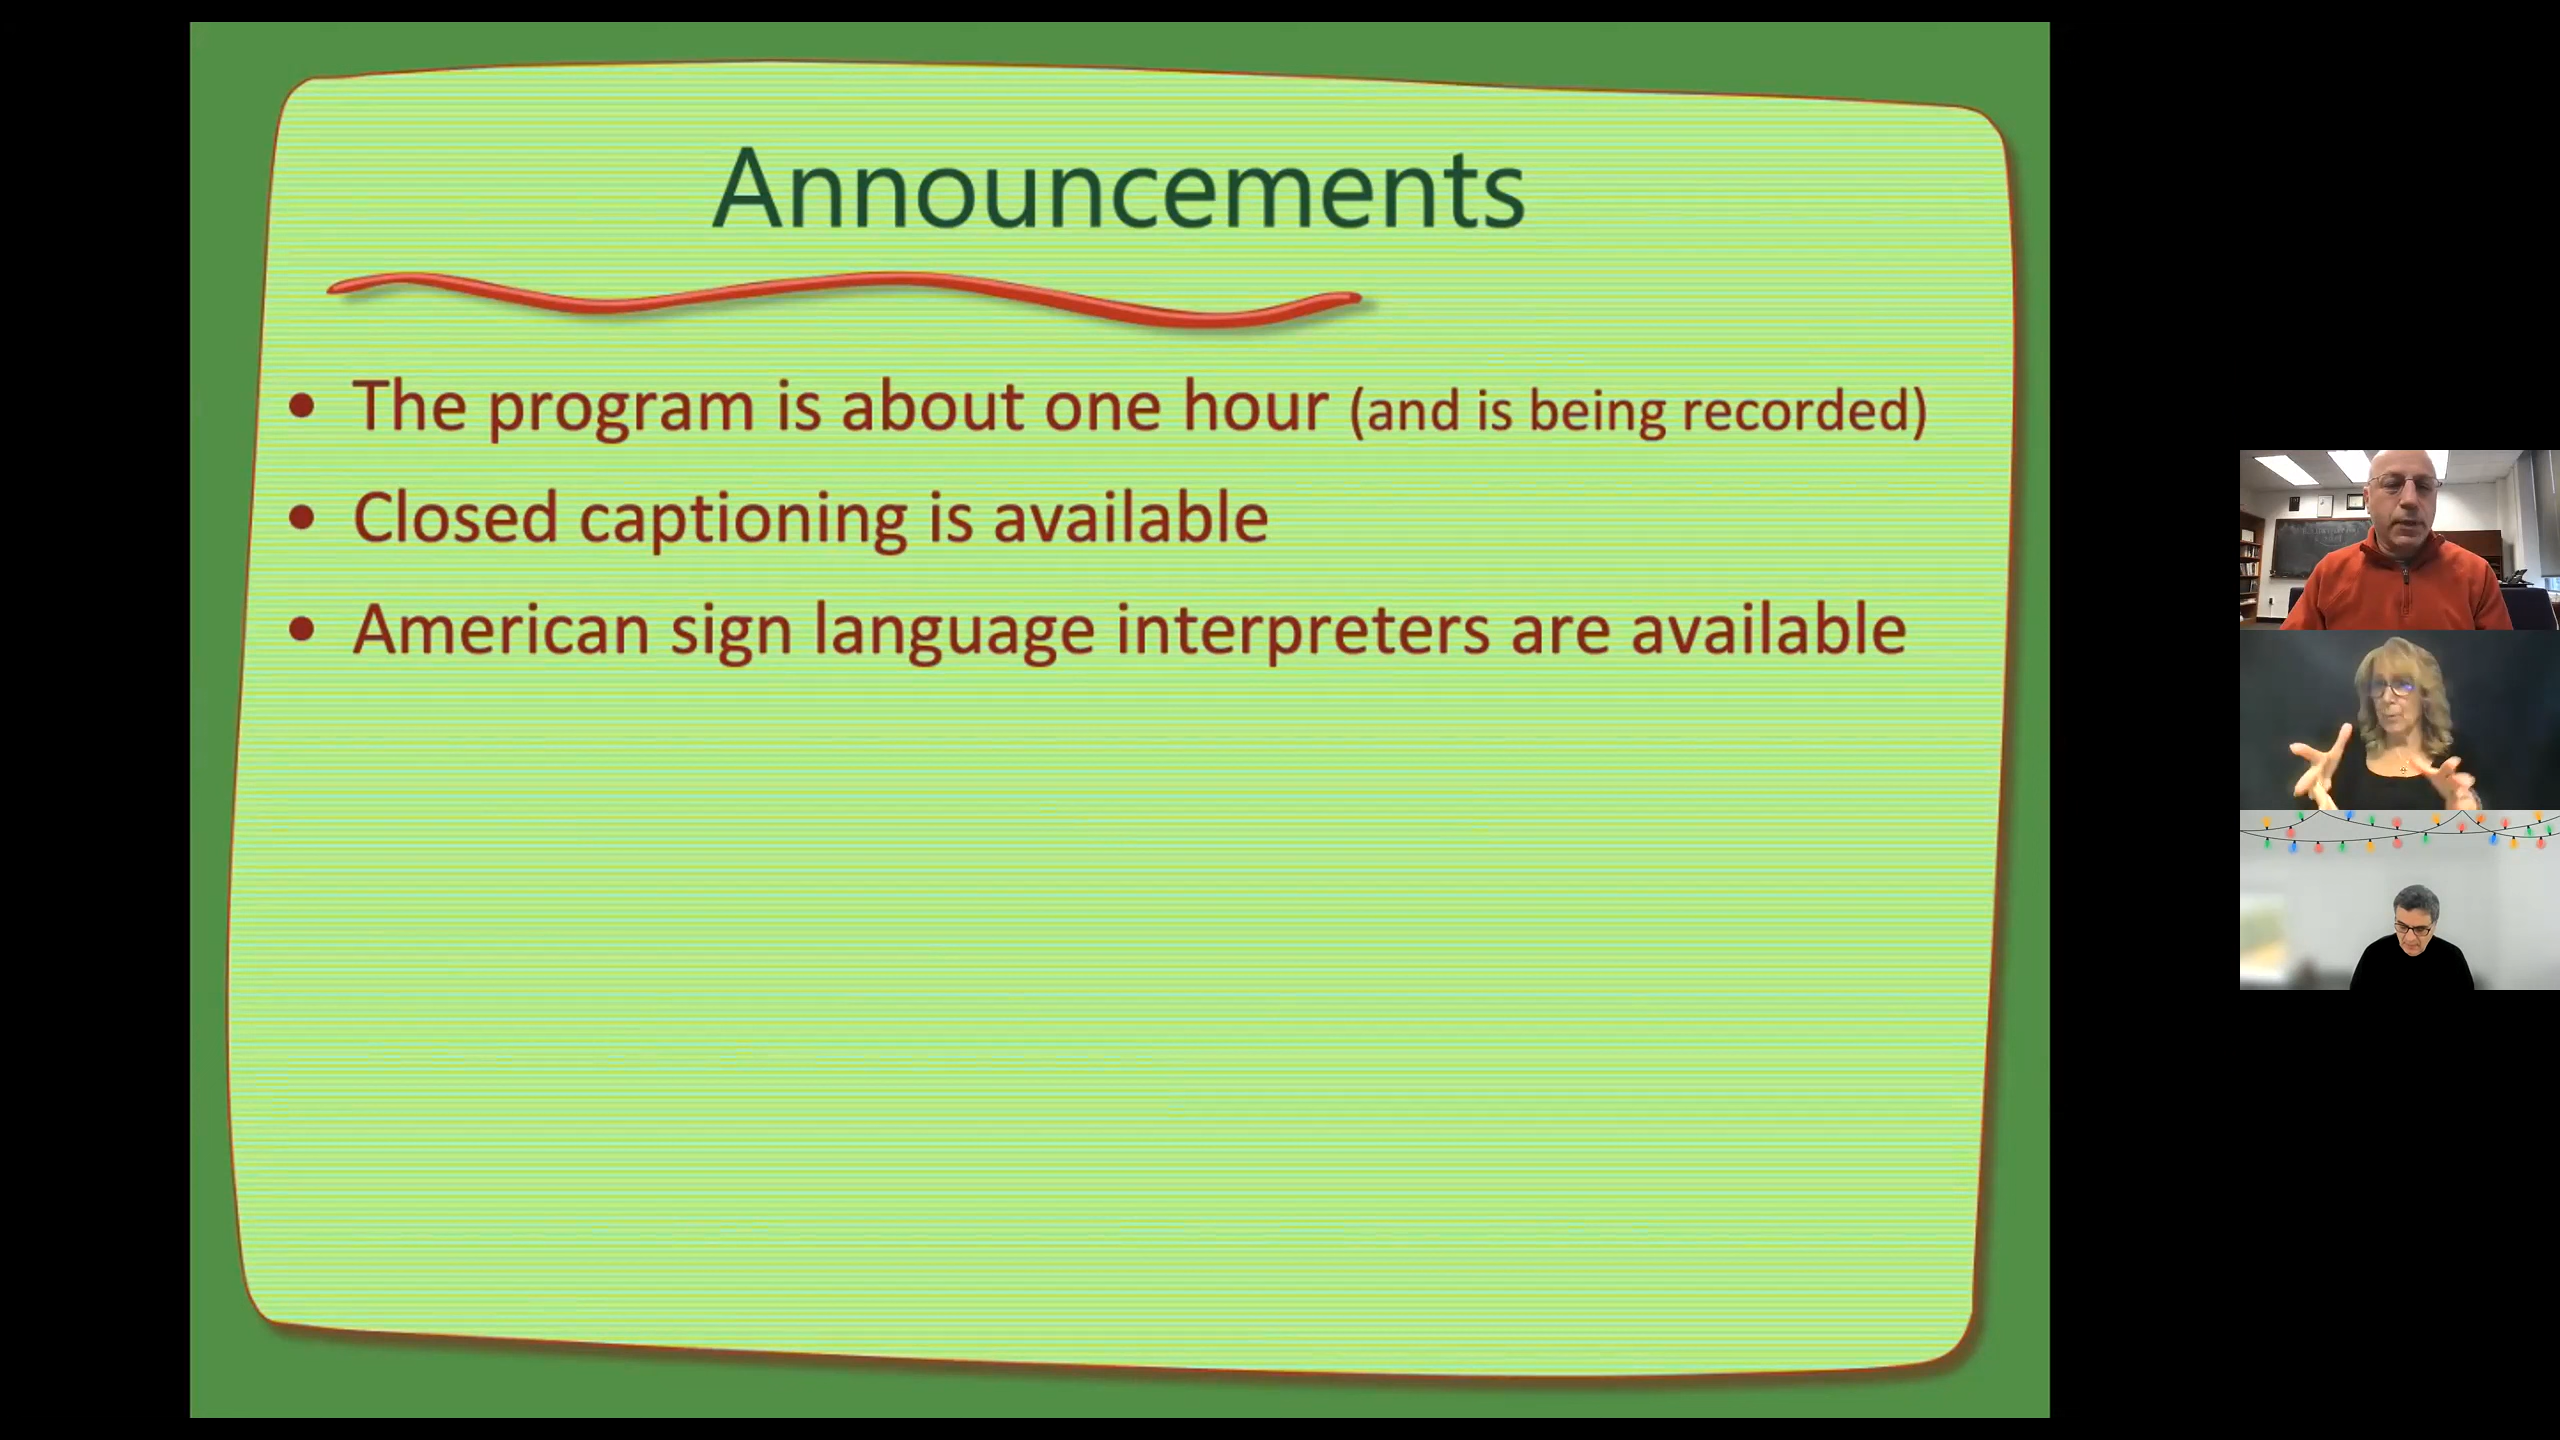 Announcements
• The program is about one hour (and is being recorded)
• Closed captioning is available
• American sign language interpreters are available